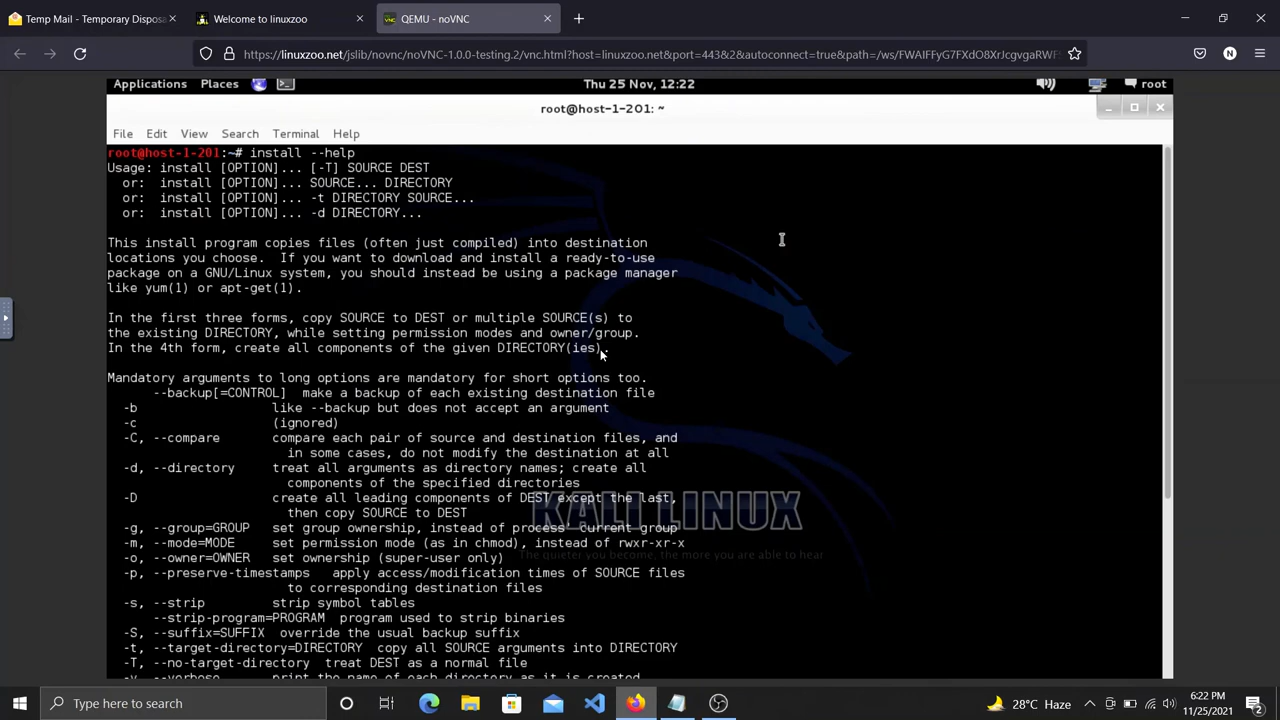 Temp Mail - Temporary Disposa
Welcome to linuxzoo
QEMU - noVNC
https://linuxzoo.net/jslib/novnc/noVNC-1.0.0-testing.2/vnc.html?host=linuxzoo.net&port=443&2&autoconnect=true&path=/ws/
N
Applications Places Thu 25 Nov, 12:22 root
root@host-1-201: ~
File Edit View Search Terminal Help
root@host-1-201:~# install --help
Usage: install [OPTION]... [-T] SOURCE DEST
or: install [OPTION]... SOURCE... DIRECTORY
or: install [OPTION]... -t DIRECTORY SOURCE...
or: install [OPTION]... -d DIRECTORY...
This install program copies files (often just compiled) into destination
locations you choose. If you want to download and install a ready-to-use
package on a GNU/Linux system, you should instead be using a package manager
like yum(1) or apt-get(1).
In the first three forms, copy SOURCE to DEST or multiple SOURCE(s) to
the existing DIRECTORY, while setting permission modes and owner/group.
In the 4th form, create all components of the given DIRECTORY(ies).
Mandatory arguments to long options are mandatory for short options too.
--backup[=CONTROL] make a backup of each existing destination file
-b like --backup but does not accept an argument
-c (ignored)
-C, --compare compare each pair of source and destination files, and
in some cases, do not modify the destination at all
-d, --directory treat all arguments as directory names; create all
components of the specified directories
-D create all leading components of DEST except the last,
then copy SOURCE to DEST
KALI LINUX
-g, --group=GROUP set group ownership, instead of process' current group
-m, --mode=MODE set permission mode (as in chmod), instead of rwxr-xr-x
The quieter you become, the more you are able to hear
-o, --owner=OWNER set ownership (super-user only)
-p, --preserve-timestamps apply access/modification times of SOURCE files
to corresponding destination files
-s, --strip strip symbol tables
--strip-program=PROGRAM program used to strip binaries
-S, --suffix=SUFFIX override the usual backup suffix
-t, --target-directory=DIRECTORY copy all SOURCE arguments into DIRECTORY
-T, --no-target-directory treat DEST as a normal file
-v, --verbose print the name of each directory as it is created
Type here to search
28°C Haze
6:22 PM
11/25/2021
2